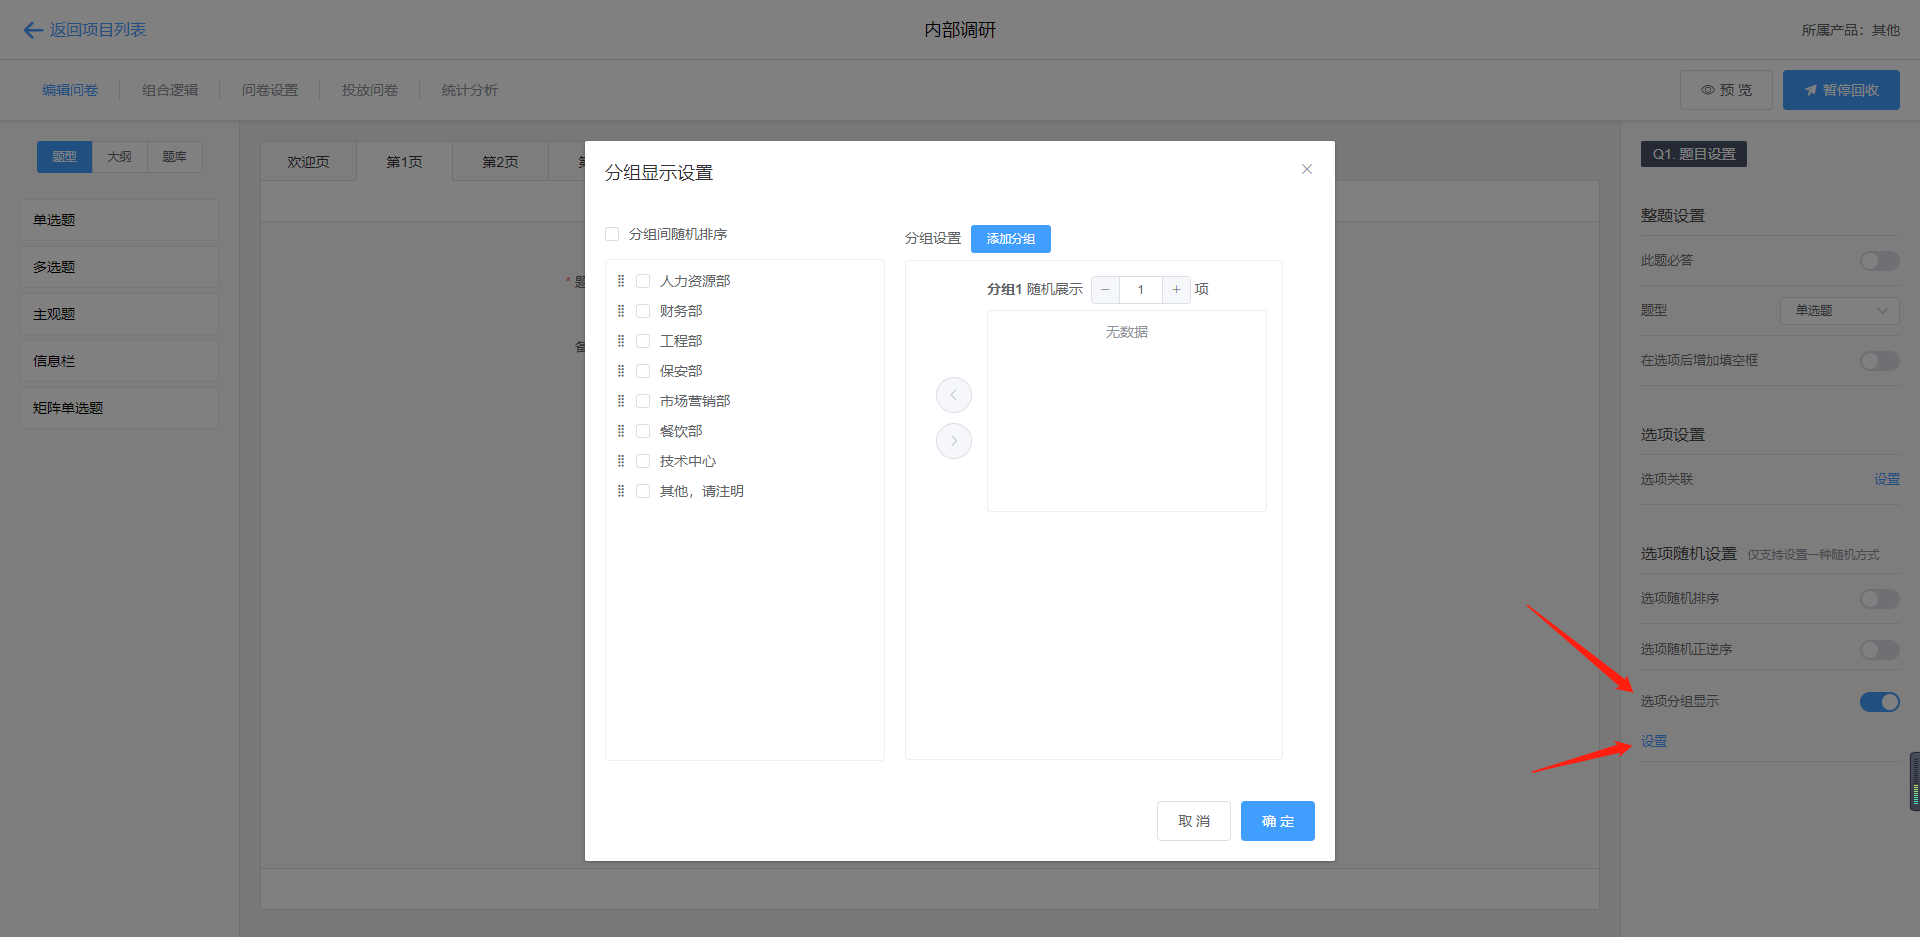 返回项目列表
内部调研
所属产品：其他
编辑问卷
组合逻辑
问卷设置
投放问卷
统计分析
预 览
暂停回收
题型
大纲
题库
单选题
多选题
主观题
信息栏
矩阵单选题
欢迎页
第1页
第2页
* 题
备
分组显示设置
分组间随机排序
人力资源部
财务部
工程部
保安部
市场营销部
餐饮部
技术中心
其他，请注明
分组设置
添加分组
分组1 随机展示 − 1 + 项
无数据
取 消
确 定
Q1. 题目设置
整题设置
此题必答
题型
单选题
在选项后增加填空框
选项设置
选项关联
设置
选项随机设置 仅支持设置一种随机方式
选项随机排序
选项随机正逆序
选项分组显示
设置